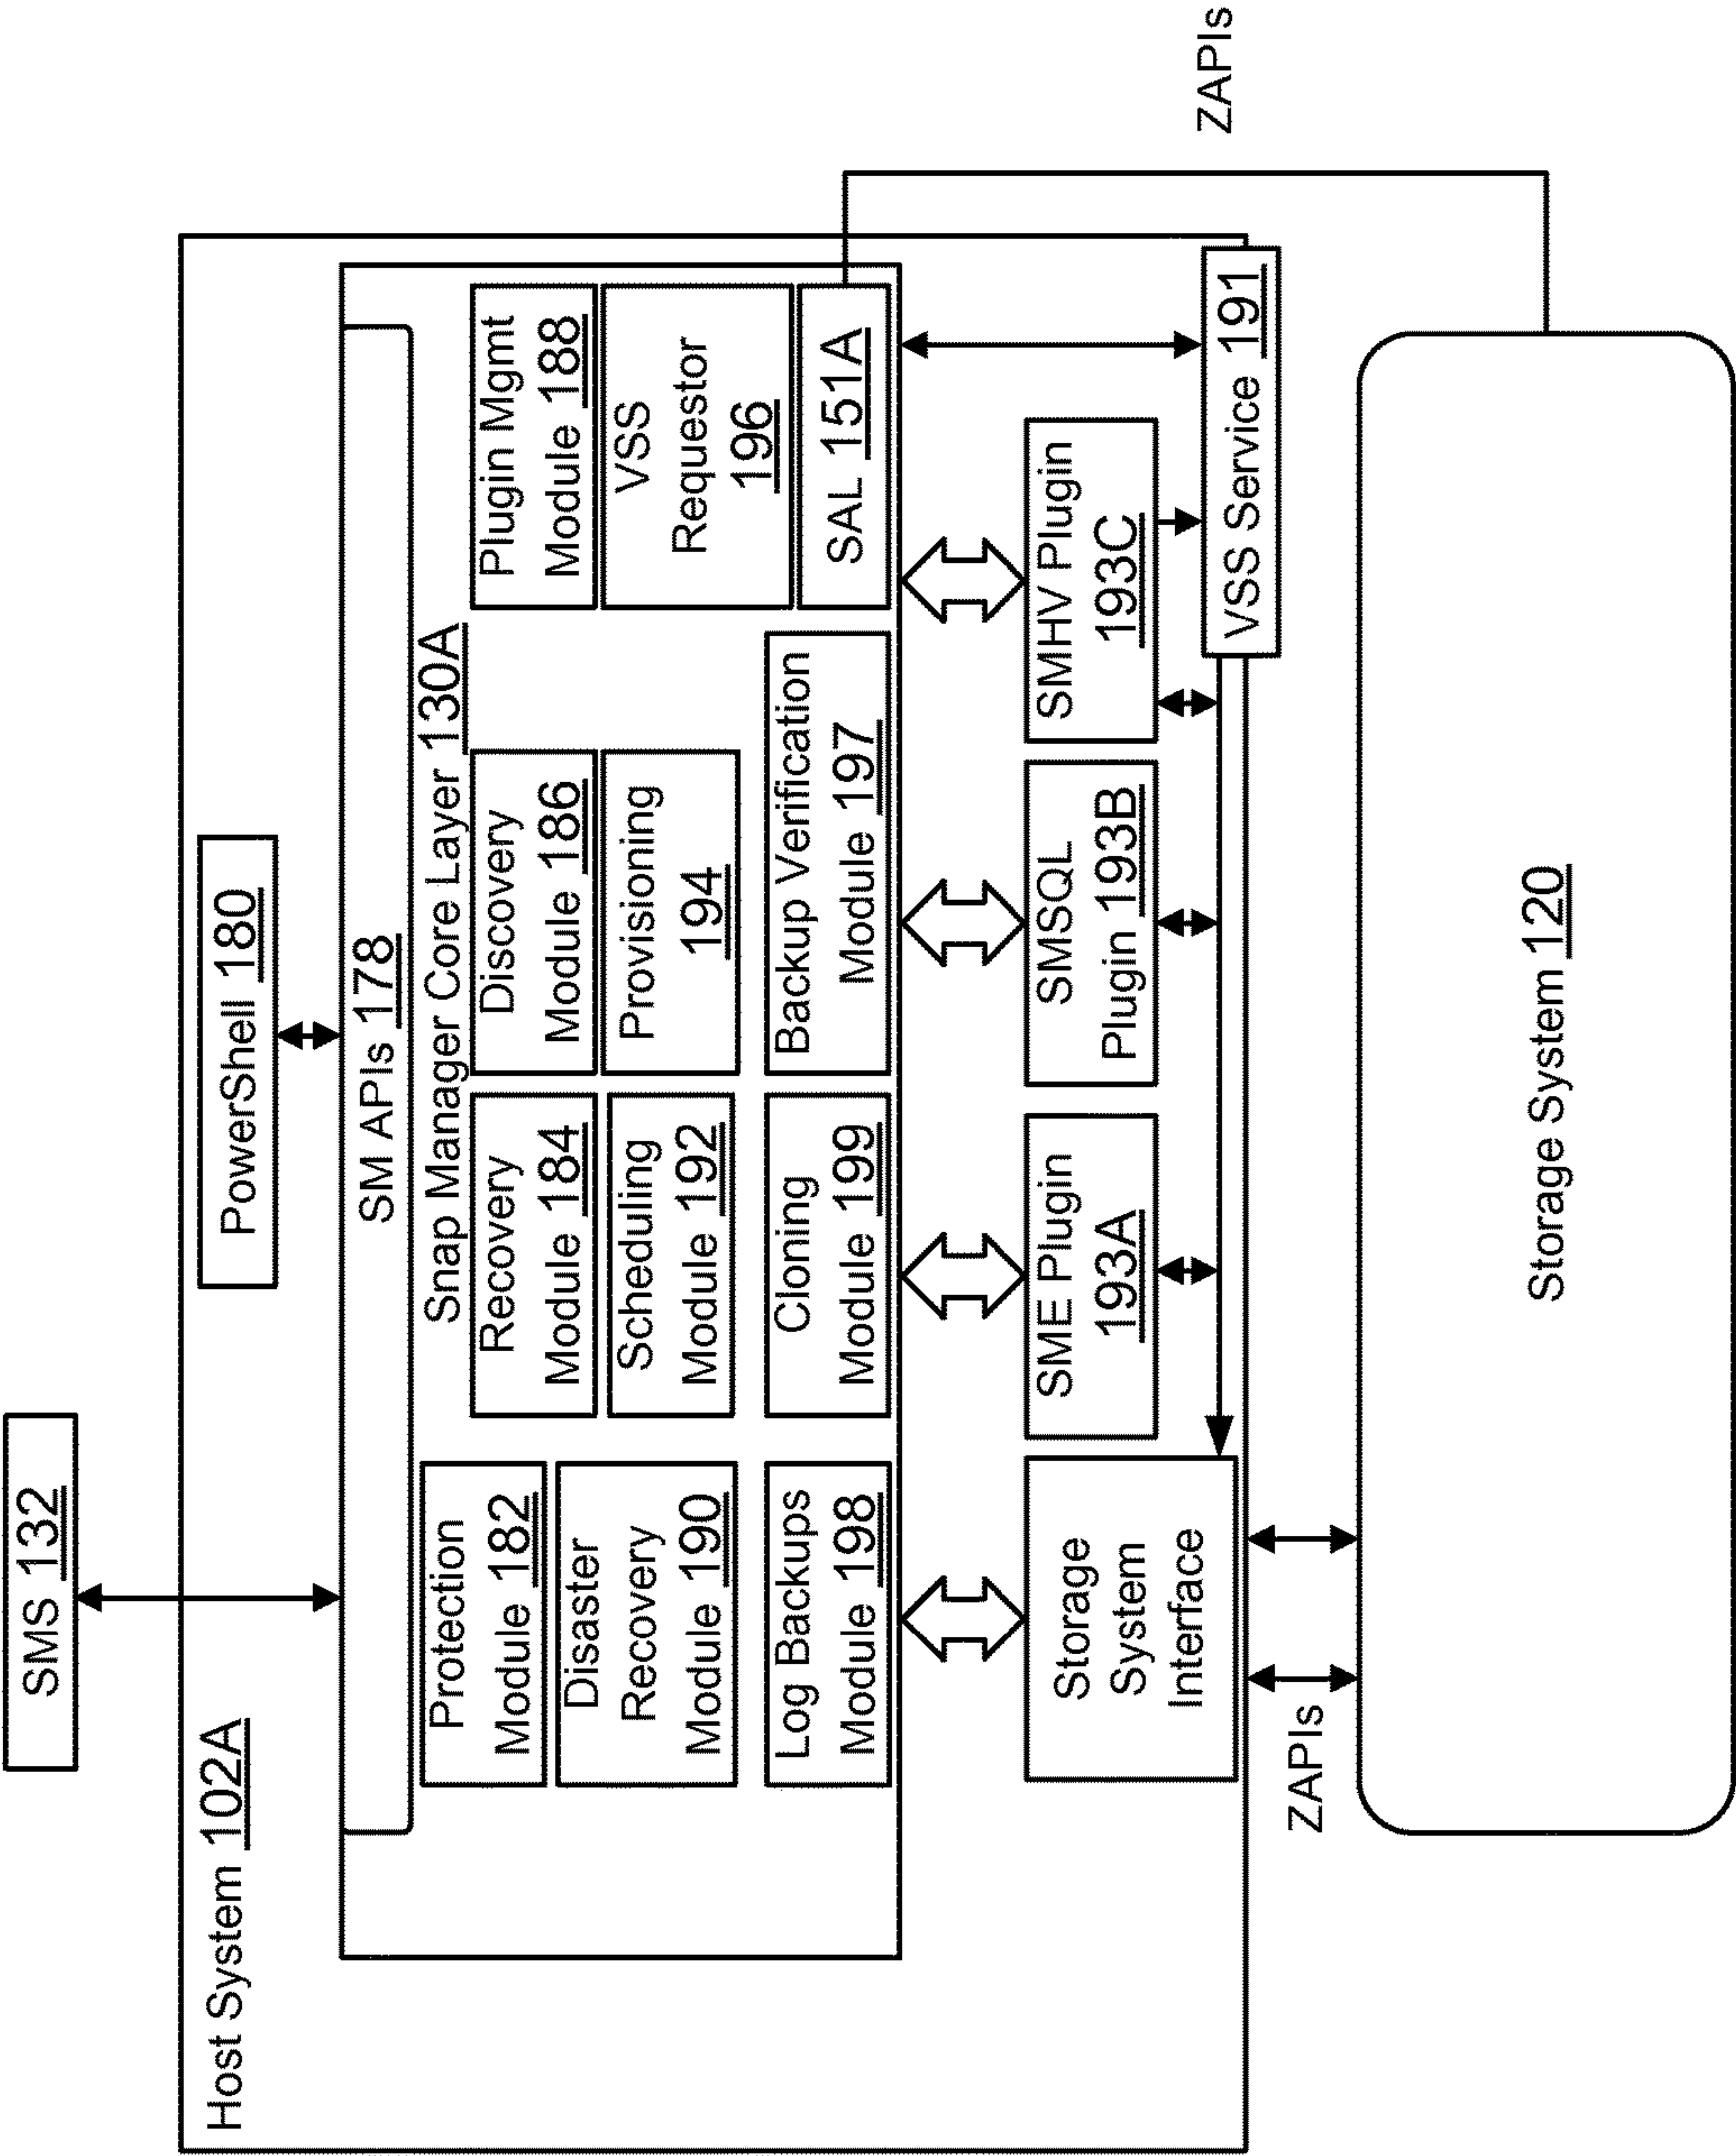 SMS 132
Host System 102A
PowerShell 180
SM APIs 178
Snap Manager Core Layer 130A
Protection
Module 182
Recovery
Module 184
Discovery
Module 186
Plugin Mgmt
Module 188
Disaster
Recovery
Module 190
Scheduling
Module 192
Provisioning
194
VSS
Requestor
196
Log Backups
Module 198
Cloning
Module 199
Backup Verification
Module 197
SAL 151A
Storage
System
Interface
SME Plugin
193A
SMSQL
Plugin 193B
SMHV Plugin
193C
VSS Service 191
ZAPIs
ZAPIs
Storage System 120